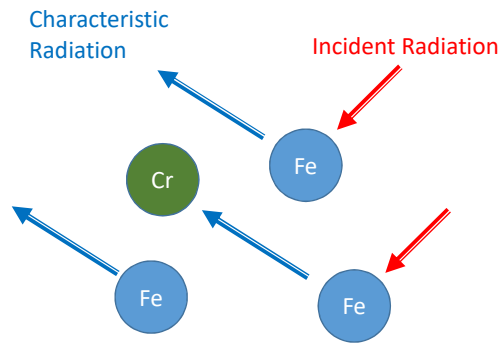 Characteristic
Radiation
Incident Radiation
Fe
Cr
Fe
Fe